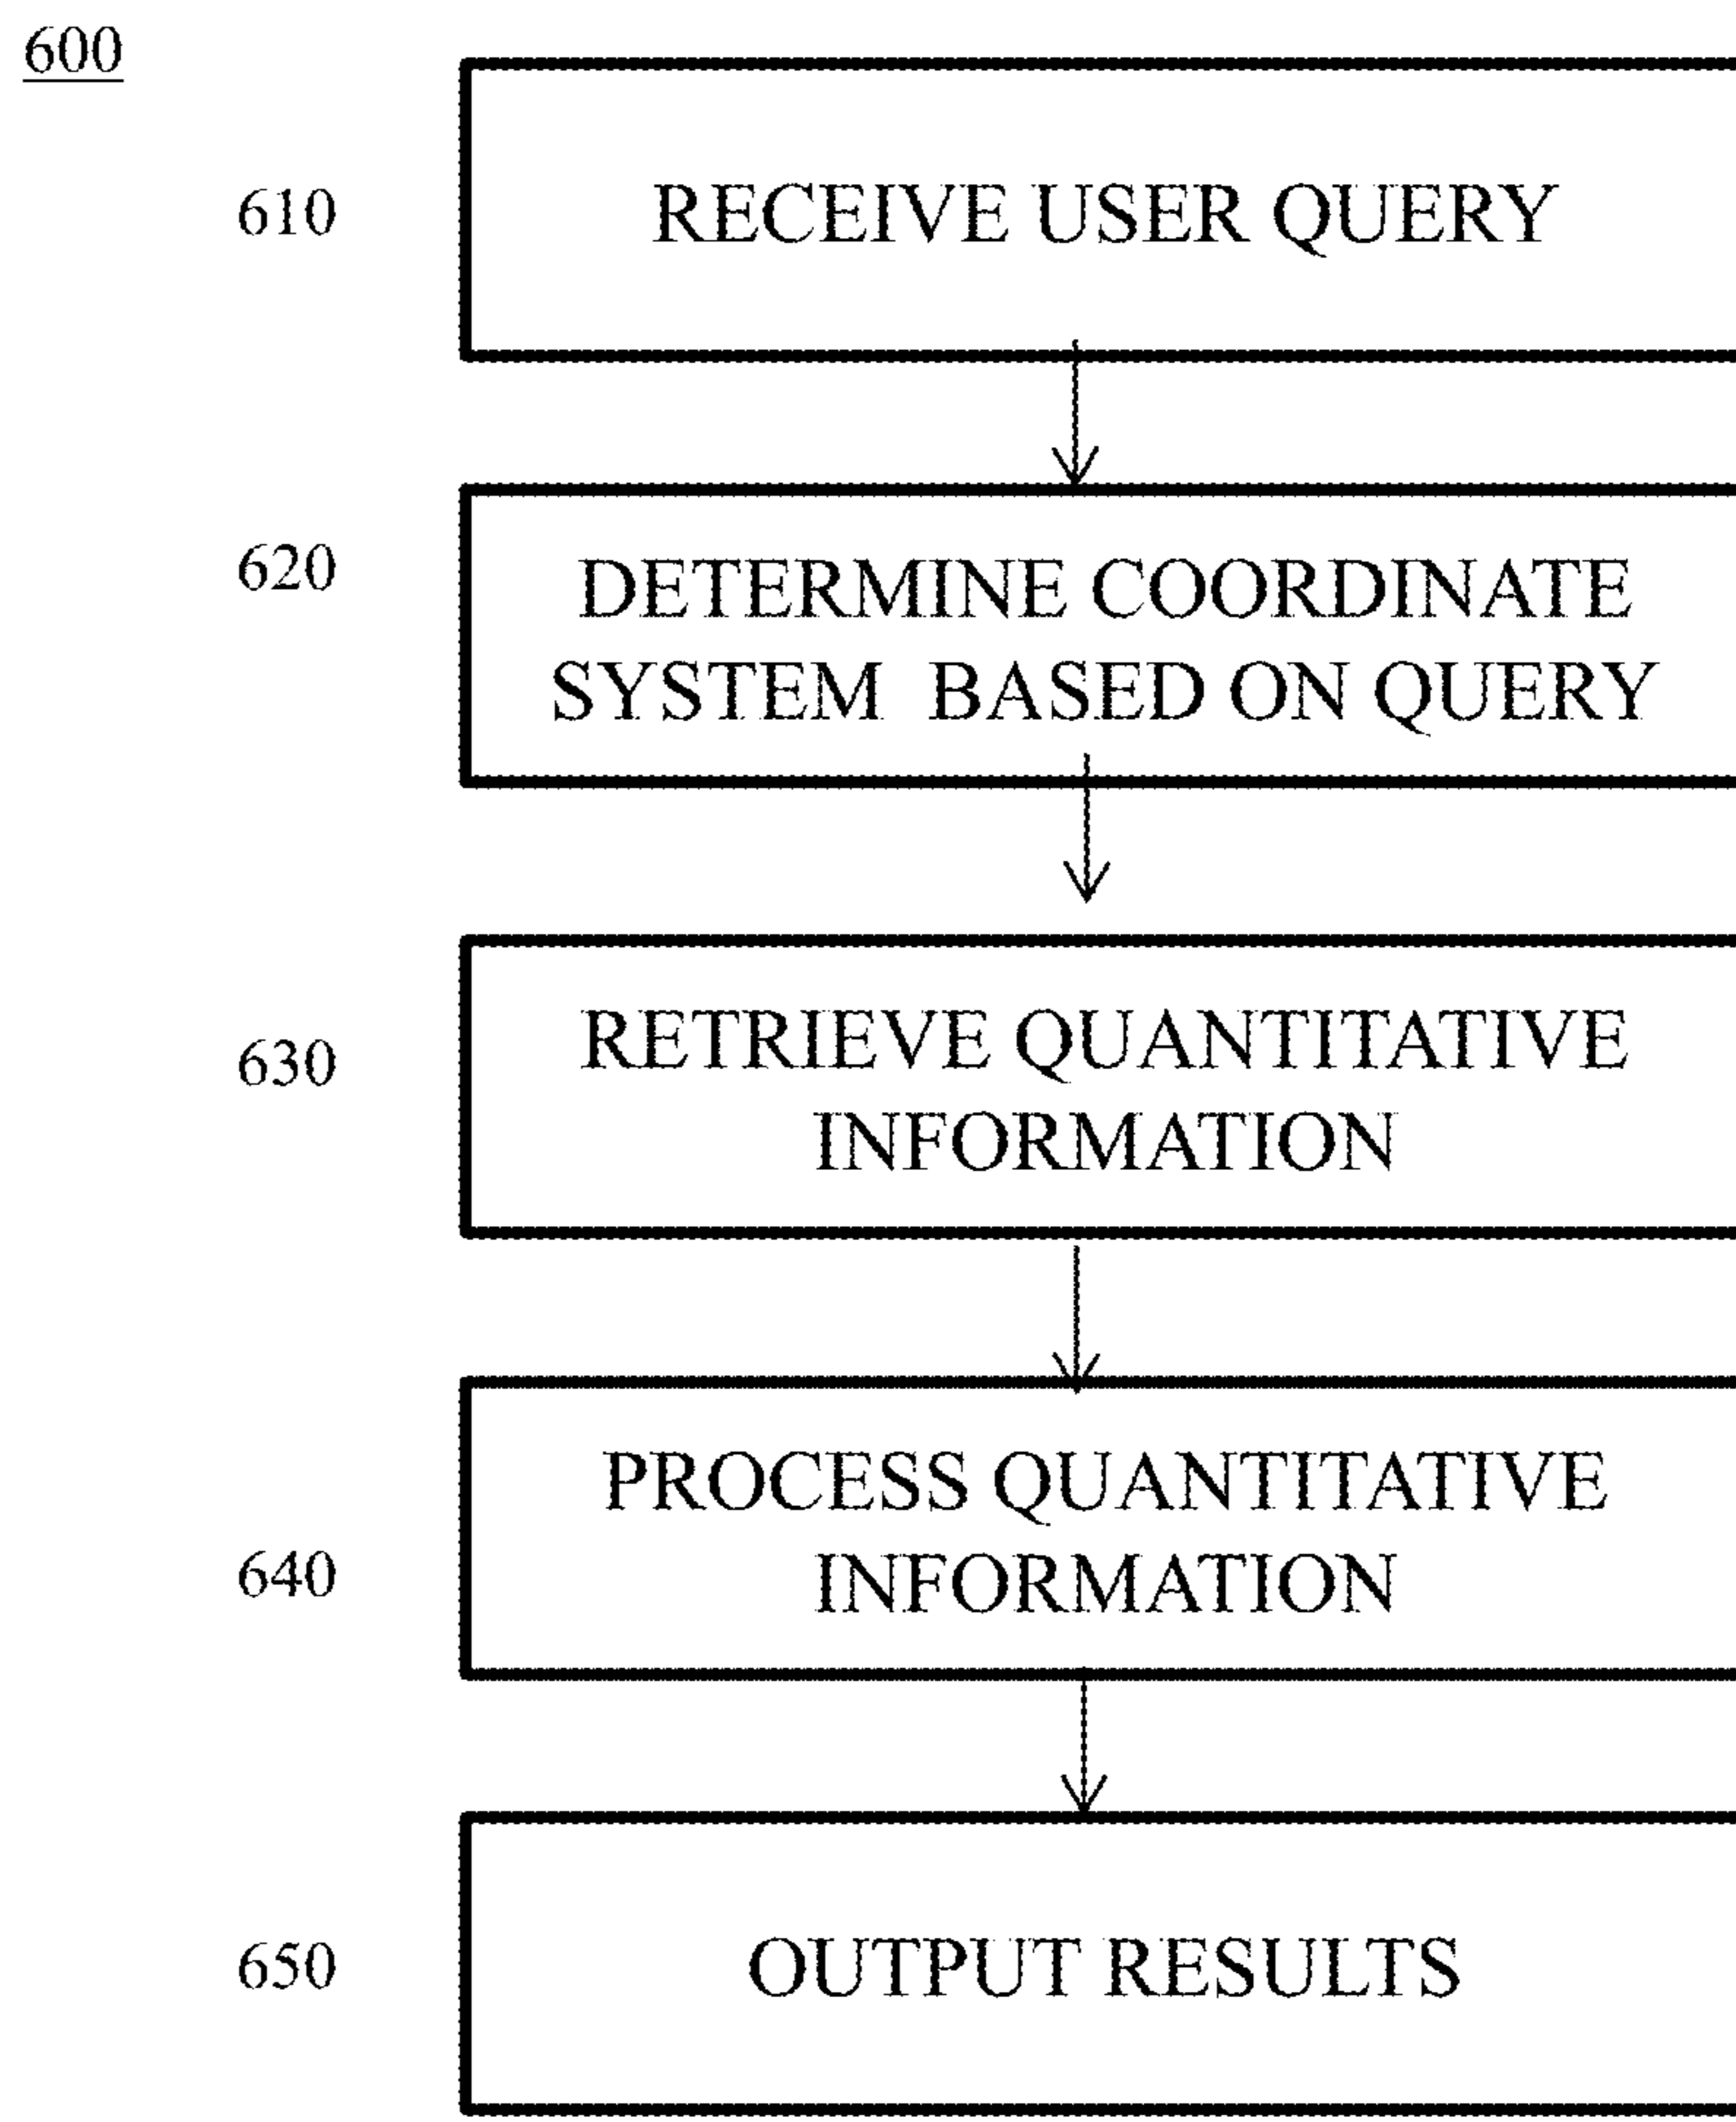 600
610
RECEIVE USER QUERY
620
DETERMINE COORDINATE
SYSTEM BASED ON QUERY
630
RETRIEVE QUANTITATIVE
INFORMATION
640
PROCESS QUANTITATIVE
INFORMATION
650
OUTPUT RESULTS